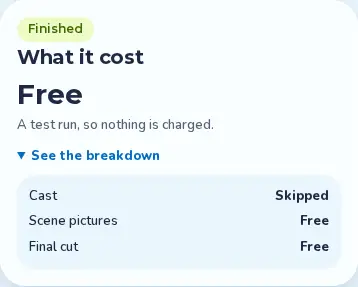 Finished
What it cost
Free
A test run, so nothing is charged.
▼ See the breakdown
Cast Skipped
Scene pictures Free
Final cut Free